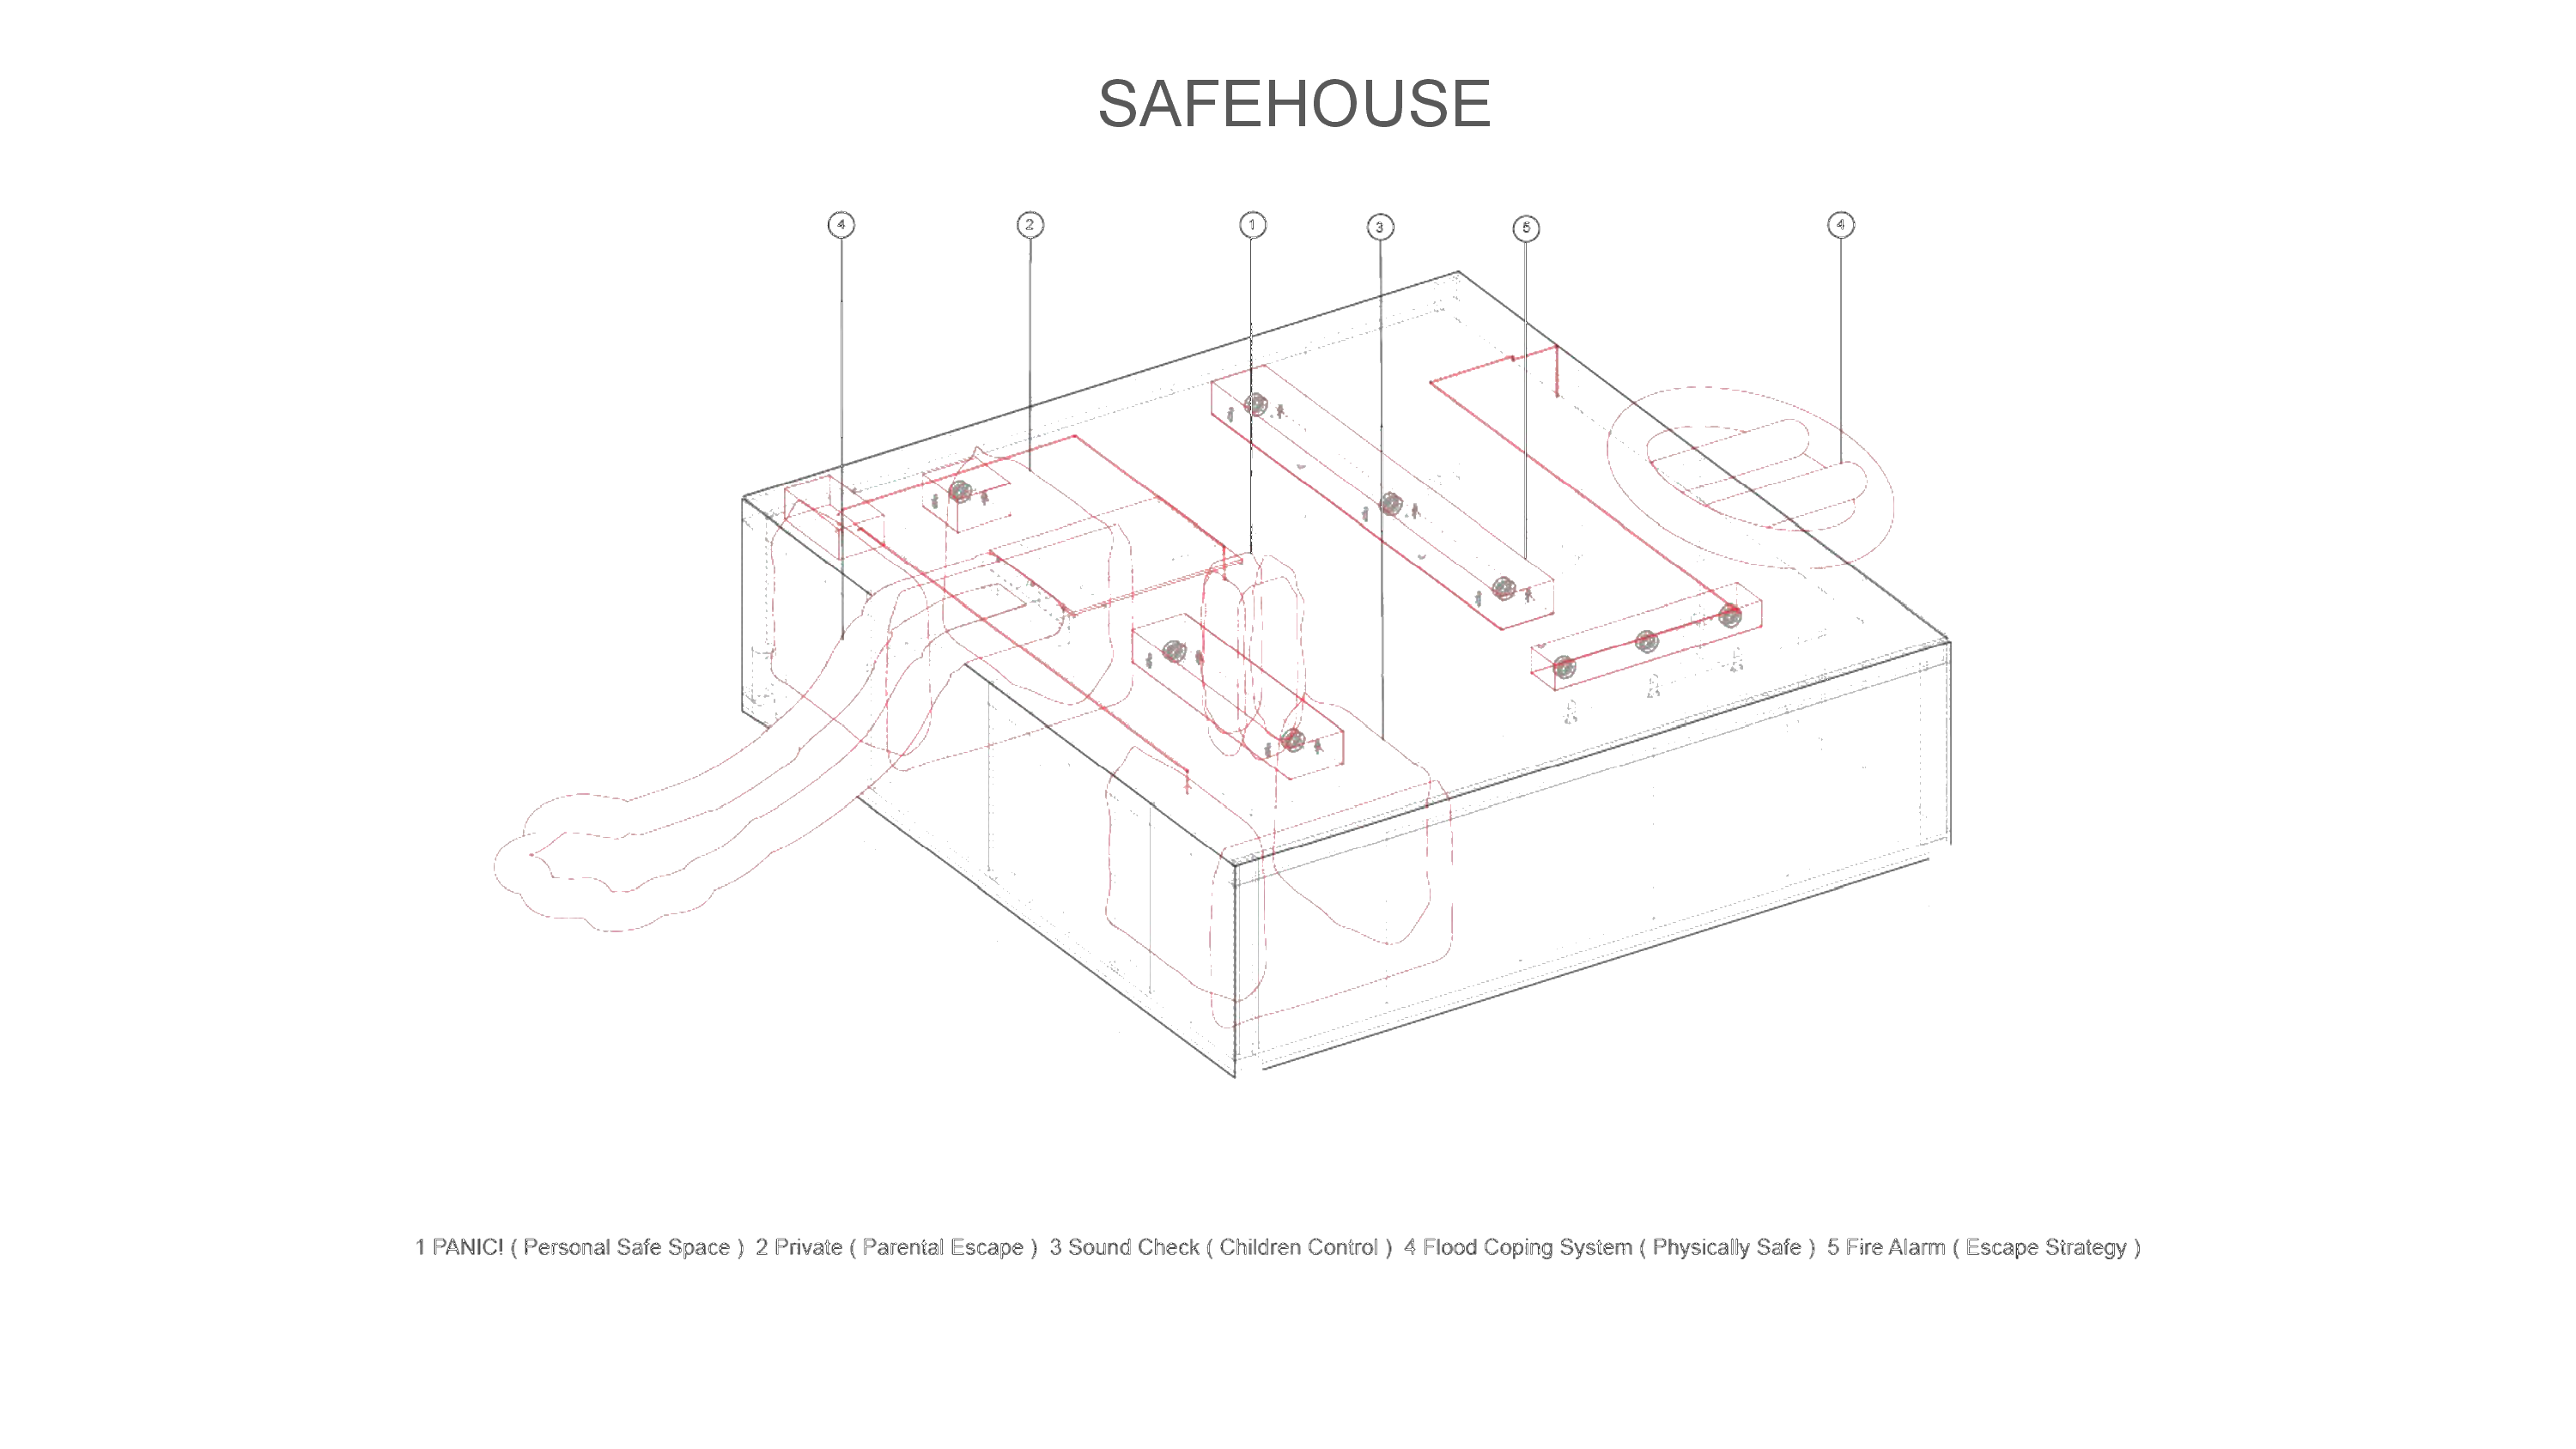 SAFEHOUSE
4 2 1 3 5 4
1 PANIC! ( Personal Safe Space ) 2 Private ( Parental Escape ) 3 Sound Check ( Children Control ) 4 Flood Coping System ( Physically Safe ) 5 Fire Alarm ( Escape Strategy )